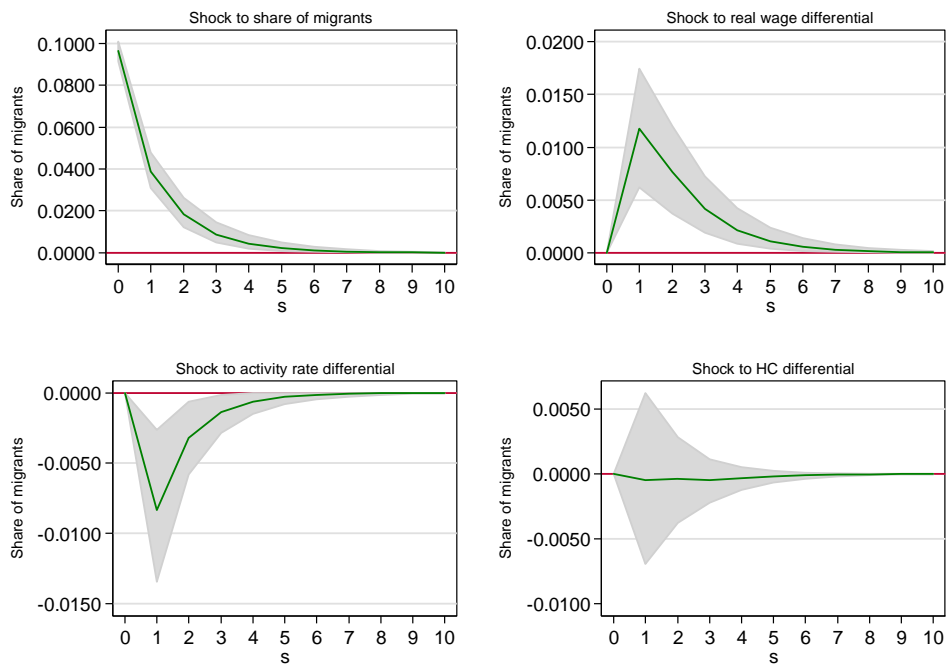 Shock to share of migrants
Share of migrants
0.1000
0.0800
0.0600
0.0400
0.0200
0.0000
0 1 2 3 4 5 6 7 8 9 10
s
Shock to real wage differential
Share of migrants
0.0200
0.0150
0.0100
0.0050
0.0000
0 1 2 3 4 5 6 7 8 9 10
s
Shock to activity rate differential
Share of migrants
0.0000
-0.0050
-0.0100
-0.0150
0 1 2 3 4 5 6 7 8 9 10
s
Shock to HC differential
Share of migrants
0.0050
0.0000
-0.0050
-0.0100
0 1 2 3 4 5 6 7 8 9 10
s